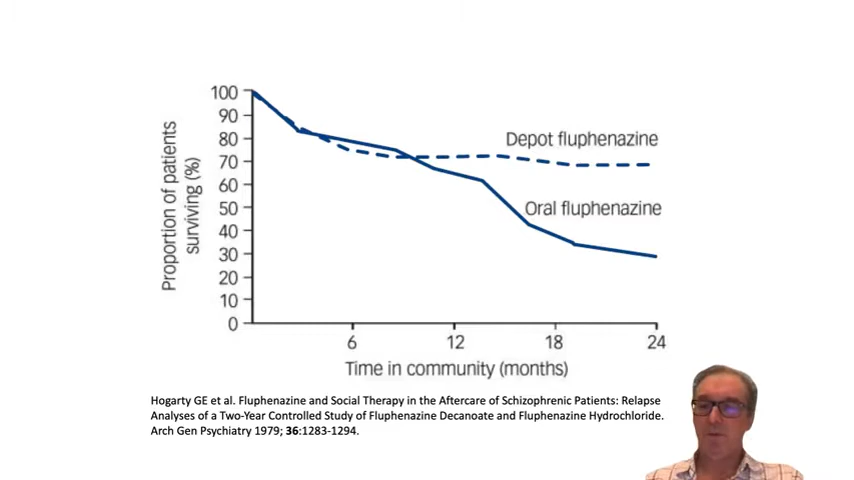 100
90
80
70
60
50
40
30
20
10
0
Proportion of patients
surviving (%)
Depot fluphenazine
Oral fluphenazine
6 12 18 24
Time in community (months)
Hogarty GE et al. Fluphenazine and Social Therapy in the Aftercare of Schizophrenic Patients: Relapse
Analyses of a Two-Year Controlled Study of Fluphenazine Decanoate and Fluphenazine Hydrochloride.
Arch Gen Psychiatry 1979; 36:1283-1294.